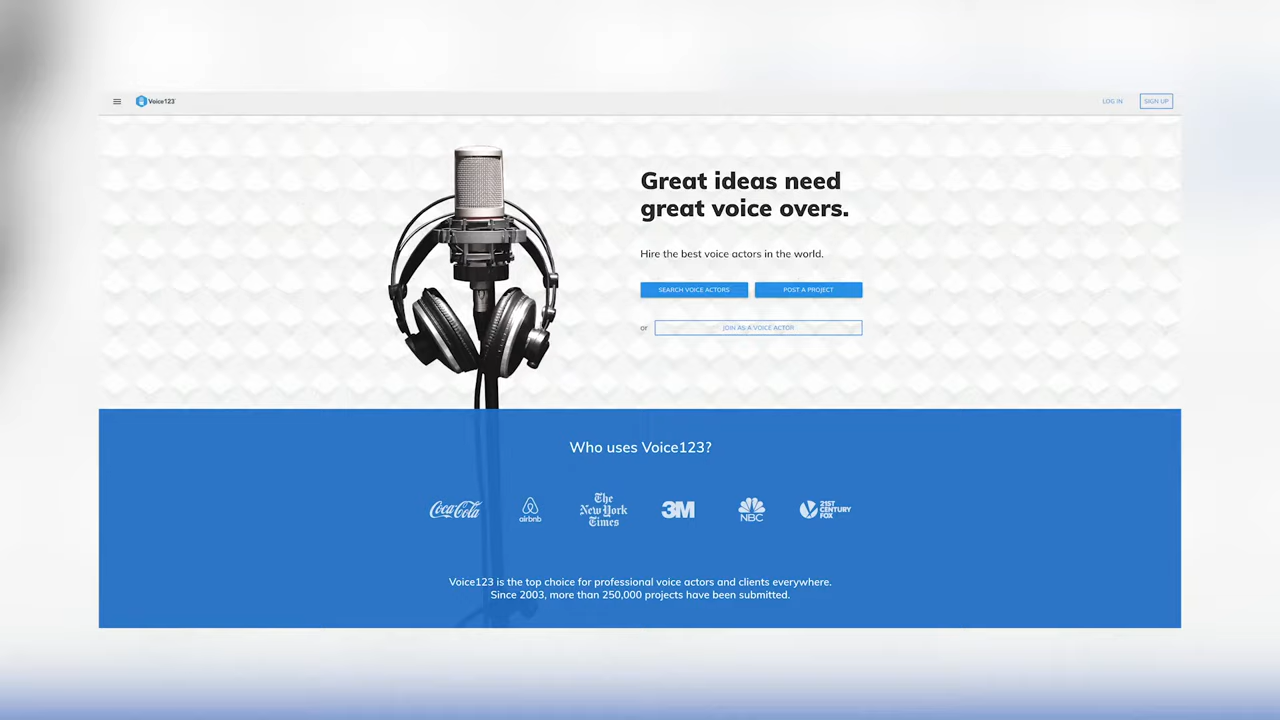 Voice123
LOG IN
SIGN UP
Great ideas need
great voice overs.
Hire the best voice actors in the world.
SEARCH VOICE ACTORS
POST A PROJECT
or
JOIN AS A VOICE ACTOR
Who uses Voice123?
Coca-Cola
airbnb
The
New York
Times
3M
NBC
21ST
CENTURY
FOX
Voice123 is the top choice for professional voice actors and clients everywhere.
Since 2003, more than 250,000 projects have been submitted.